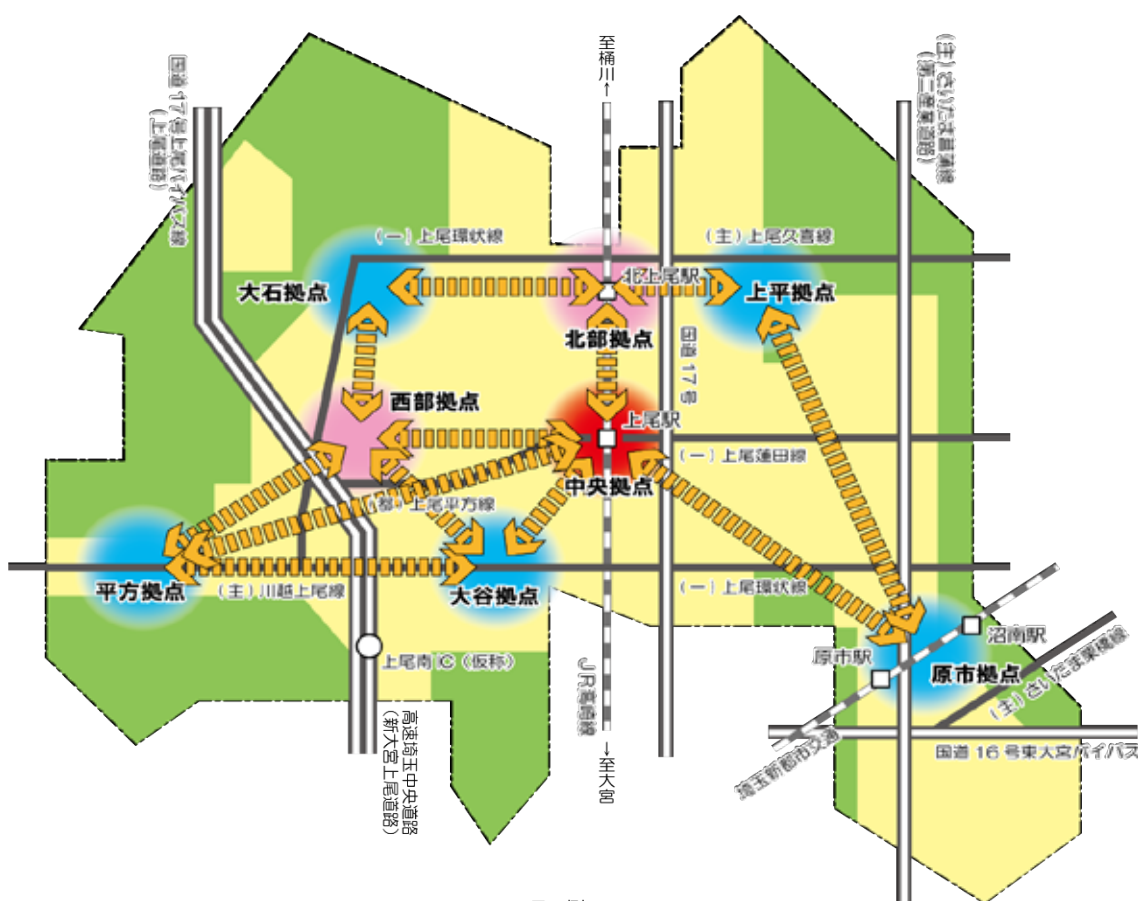 至桶川←
国道17号上尾バイパス線
(上尾道路)
(主)さいたま菖蒲線
(第二産業道路)
(一)上尾環状線
(主)上尾久喜線
大石拠点
北上尾駅
上平拠点
北部拠点
国道17号
西部拠点
上尾駅
(一)上尾蓮田線
中央拠点
(都)上尾平方線
平方拠点
(主)川越上尾線
大谷拠点
(一)上尾環状線
沼南駅
原市駅
原市拠点
上尾南IC(仮称)
(主)さいたま栗橋線
JR高崎線
高速埼玉中央道路
(新大宮上尾道路)
→至大宮
埼玉新都市交通
国道16号東大宮バイパス